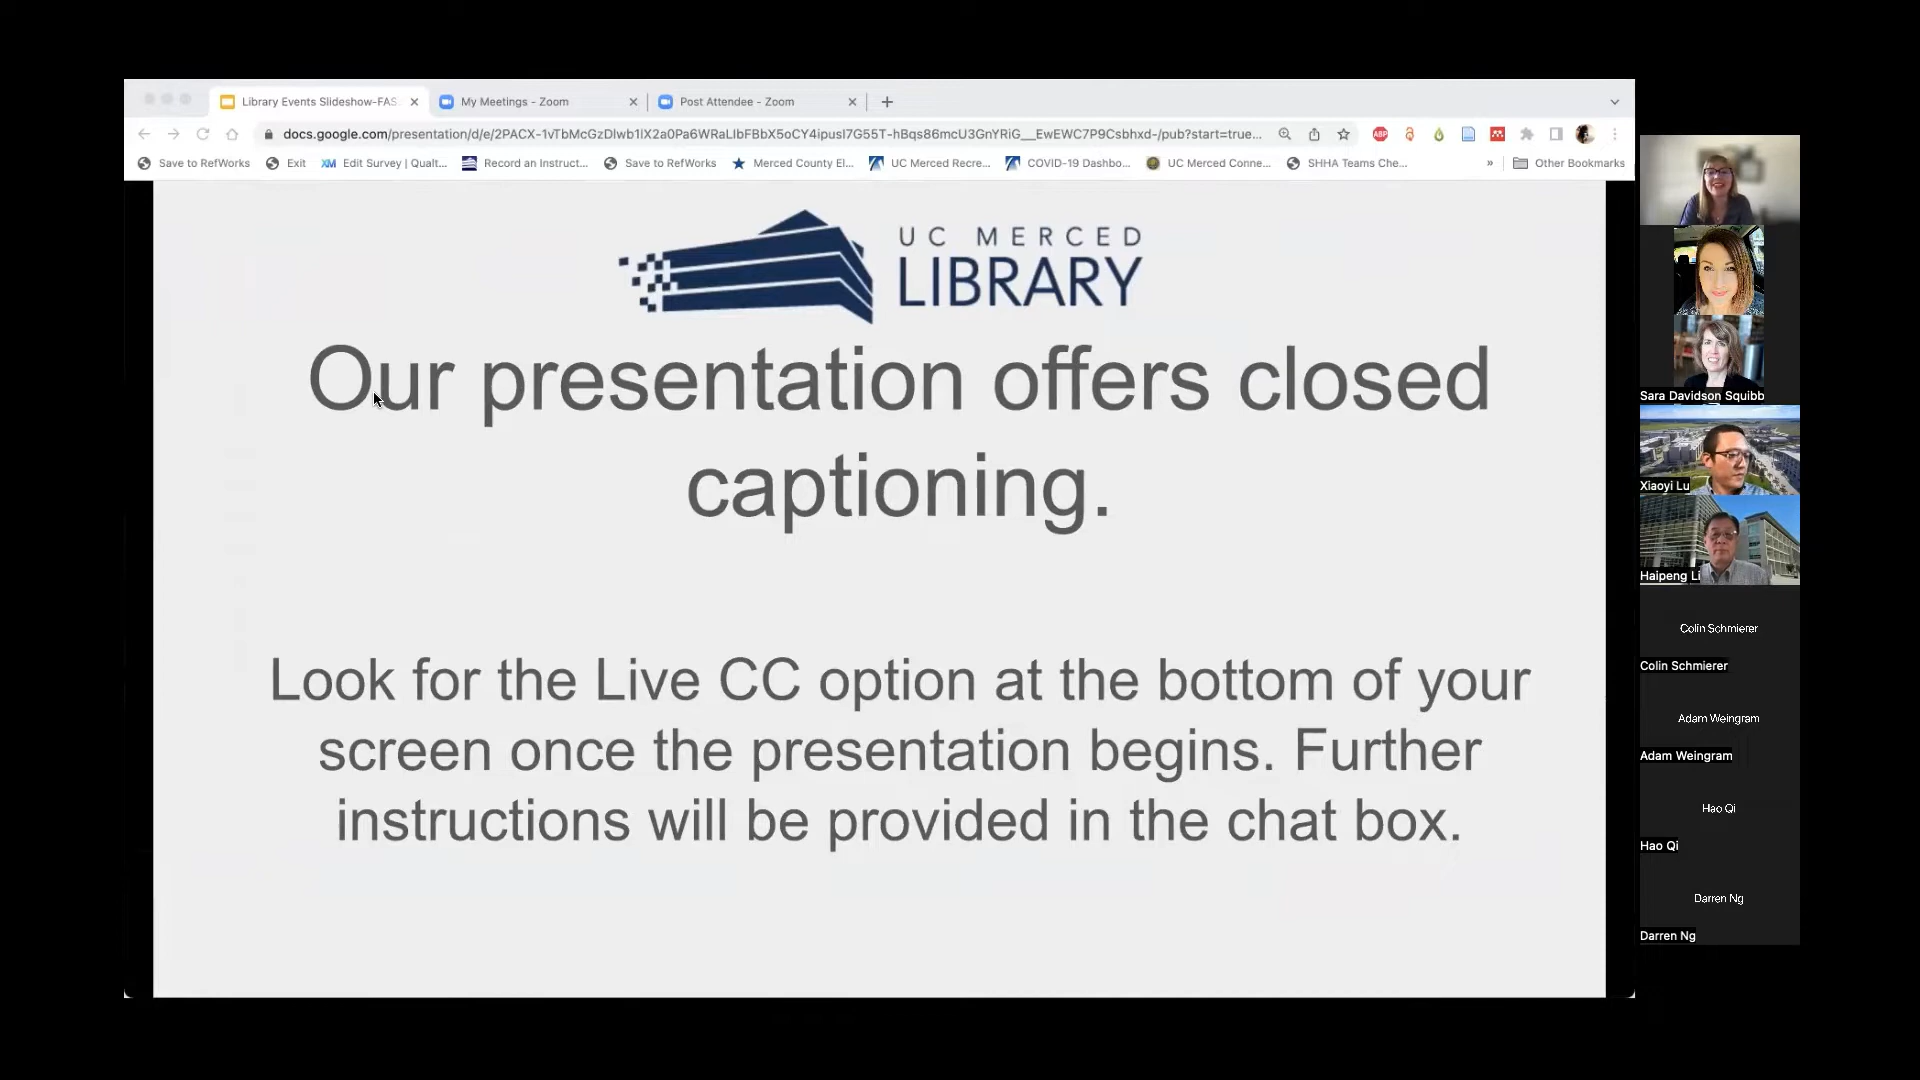 Library Events Slideshow-FAS
My Meetings - Zoom
Post Attendee - Zoom
docs.google.com/presentation/d/e/2PACX-1vTbMcGzDlwb1lX2a0Pa6WRaLlbFBbX5oCY4ipusl7G55T-hBqs86mcU3GnYRiG__EwEWC7P9Csbhxd-/pub?start=true...
ABP
Save to RefWorks
Exit
XM Edit Survey | Qualt...
Record an Instruct...
Save to RefWorks
Merced County El...
UC Merced Recre...
COVID-19 Dashbo...
UC Merced Conne...
SHHA Teams Che...
»
Other Bookmarks
UC MERCED
LIBRARY
Our presentation offers closed
captioning.
Look for the Live CC option at the bottom of your
screen once the presentation begins. Further
instructions will be provided in the chat box.
Sara Davidson Squibb
Xiaoyi Lu
Haipeng Li
Colin Schmierer
Colin Schmierer
Adam Weingram
Adam Weingram
Hao Qi
Hao Qi
Darren Ng
Darren Ng